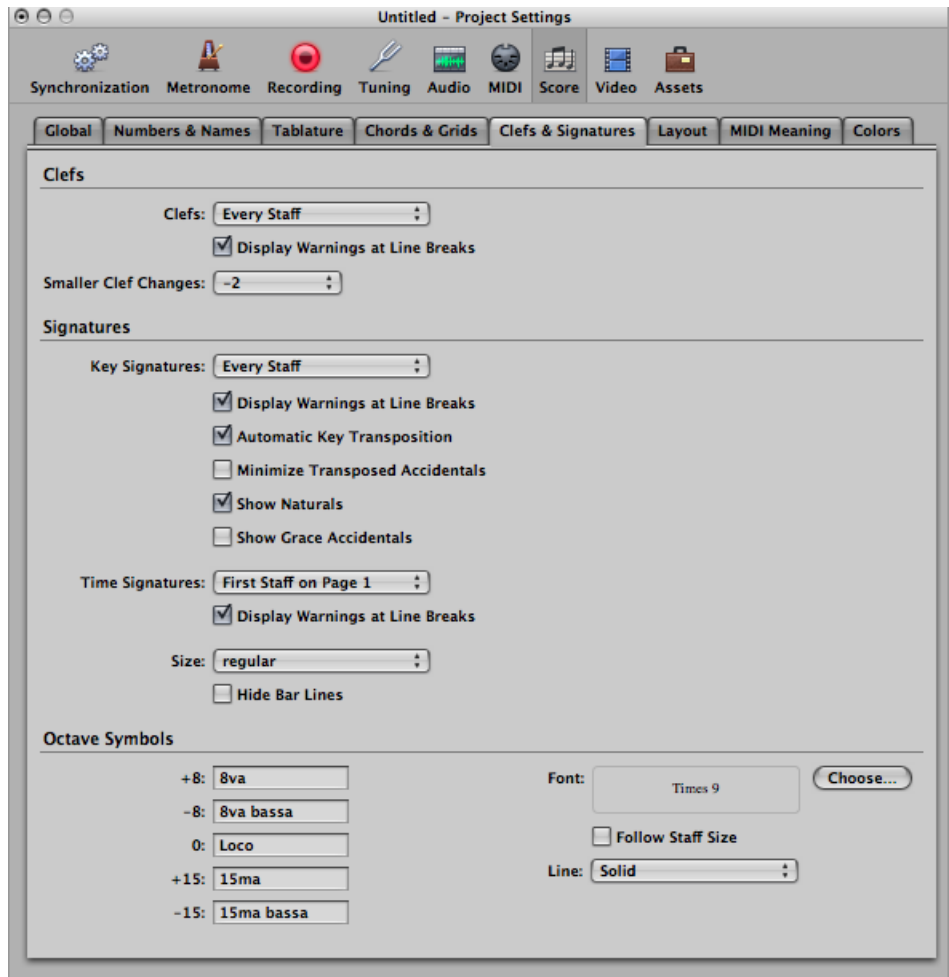 Untitled – Project Settings
Synchronization Metronome Recording Tuning Audio MIDI Score Video Assets
Global Numbers & Names Tablature Chords & Grids Clefs & Signatures Layout MIDI Meaning Colors
Clefs
Clefs: Every Staff
Display Warnings at Line Breaks
Smaller Clef Changes: -2
Signatures
Key Signatures: Every Staff
Display Warnings at Line Breaks
Automatic Key Transposition
Minimize Transposed Accidentals
Show Naturals
Show Grace Accidentals
Time Signatures: First Staff on Page 1
Display Warnings at Line Breaks
Size: regular
Hide Bar Lines
Octave Symbols
+8: 8va Font: Times 9 Choose...
-8: 8va bassa
Follow Staff Size
0: Loco
Line: Solid
+15: 15ma
-15: 15ma bassa